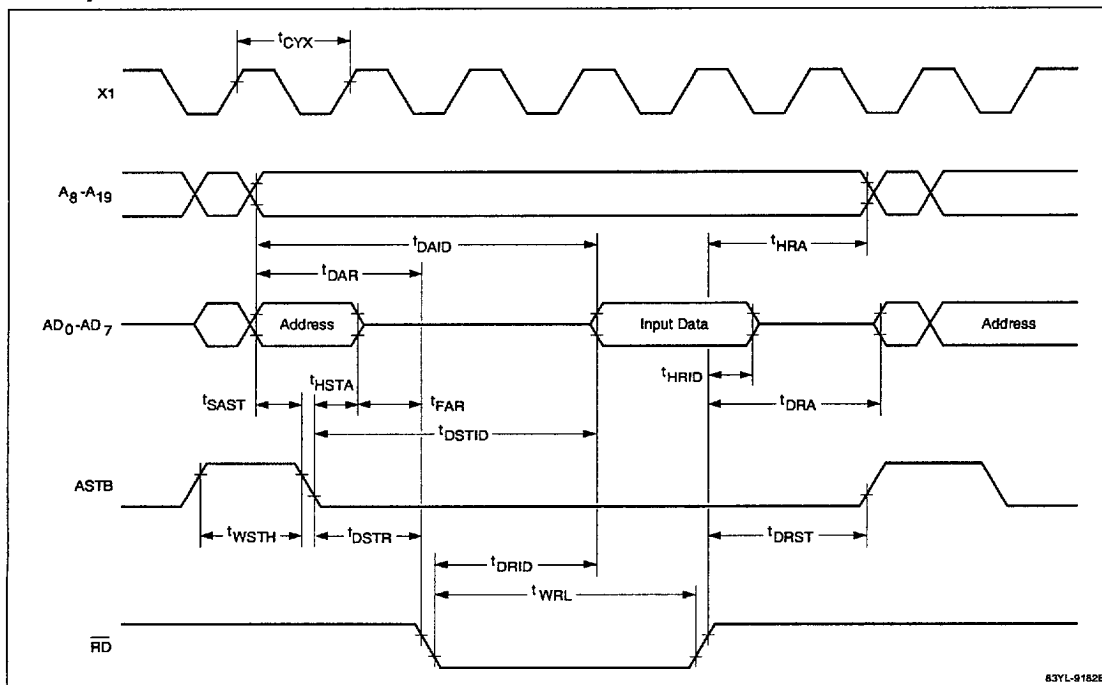 tCYX
X1
A8-A19
tDAID
tHRA
tDAR
AD0-AD7
Address
Input Data
Address
tHSTA
tHRID
tSAST
tFAR
tDRA
tDSTID
ASTB
tWSTH
tDSTR
tDRST
tDRID
tWRL
RD
83YL-9182B